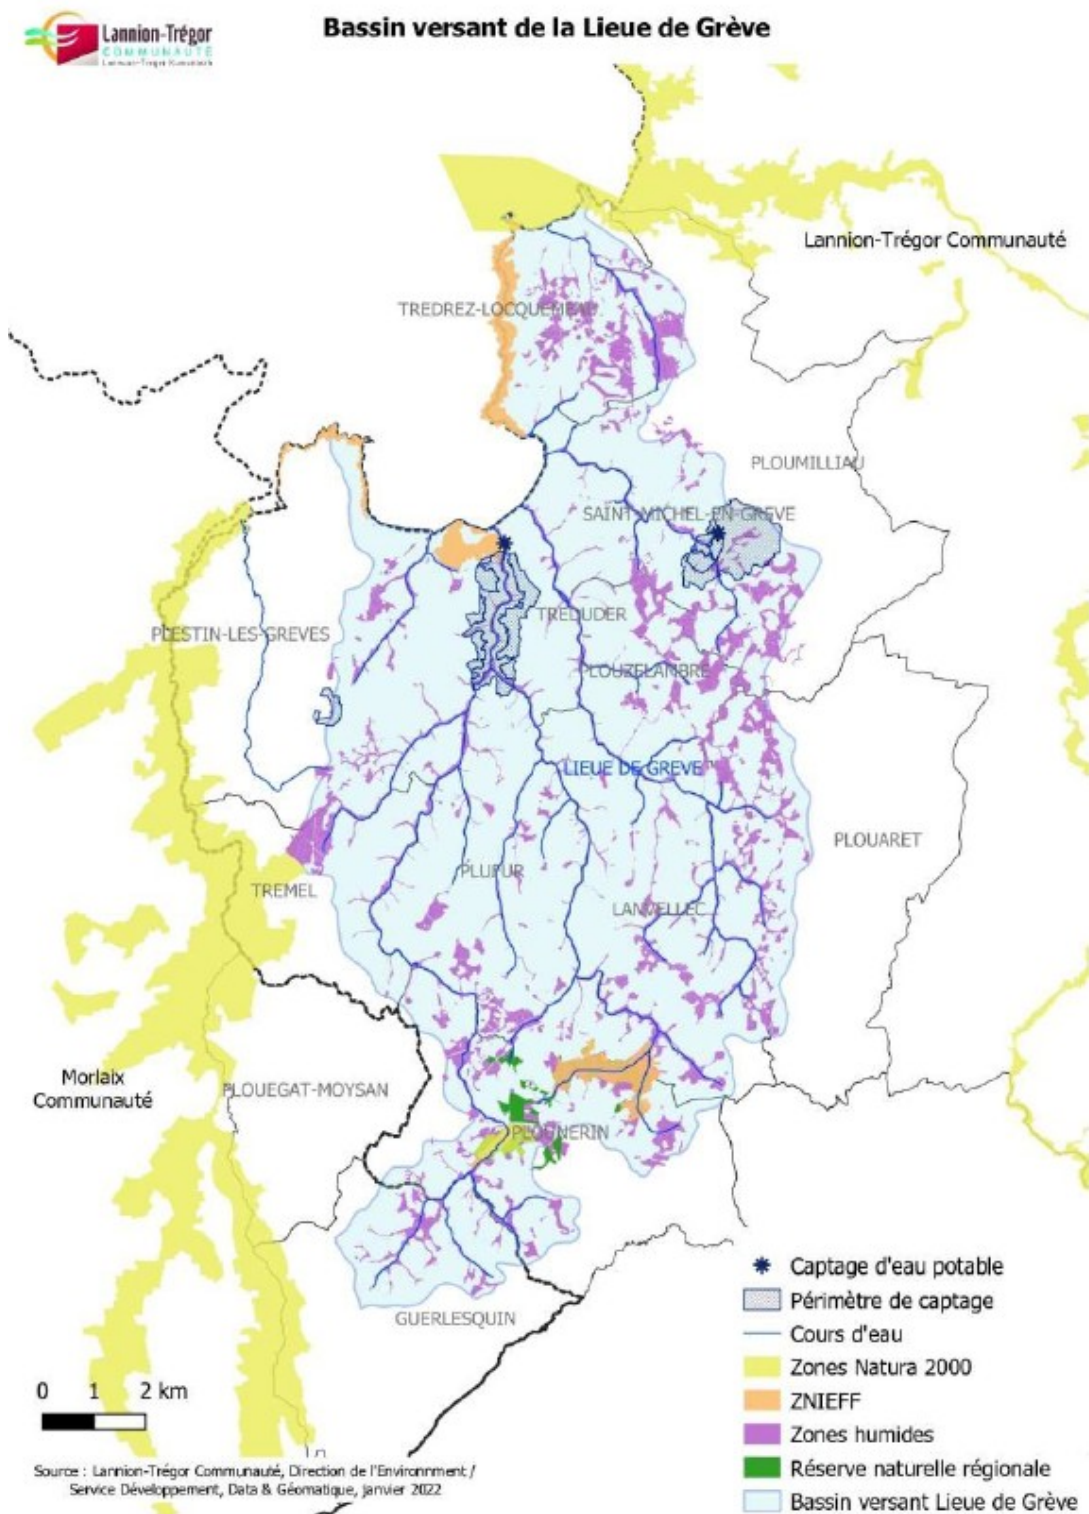 Lannion-Trégor
COMMUNAUTÉ
Bassin versant de la Lieue de Grève
Lannion-Trégor Communauté
TREDREZ-LOCQUEMEAU
PLOUMILLIAU
SAINT-MICHEL-EN-GREVE
TREDUDER
PLESTIN-LES-GREVES
PLOUZELAMBRE
LIEUE DE GREVE
PLOUARET
PLUFUR
TREMEL
LANVELLEC
Morlaix
Communauté
PLOUEGAT-MOYSAN
PLOUNERIN
GUERLESQUIN
Captage d'eau potable
Périmètre de captage
Cours d'eau
Zones Natura 2000
ZNIEFF
Zones humides
Réserve naturelle régionale
Bassin versant Lieue de Grève
0 1 2 km
Source : Lannion-Trégor Communauté, Direction de l'Environnment /
Service Développement, Data & Géomatique, janvier 2022